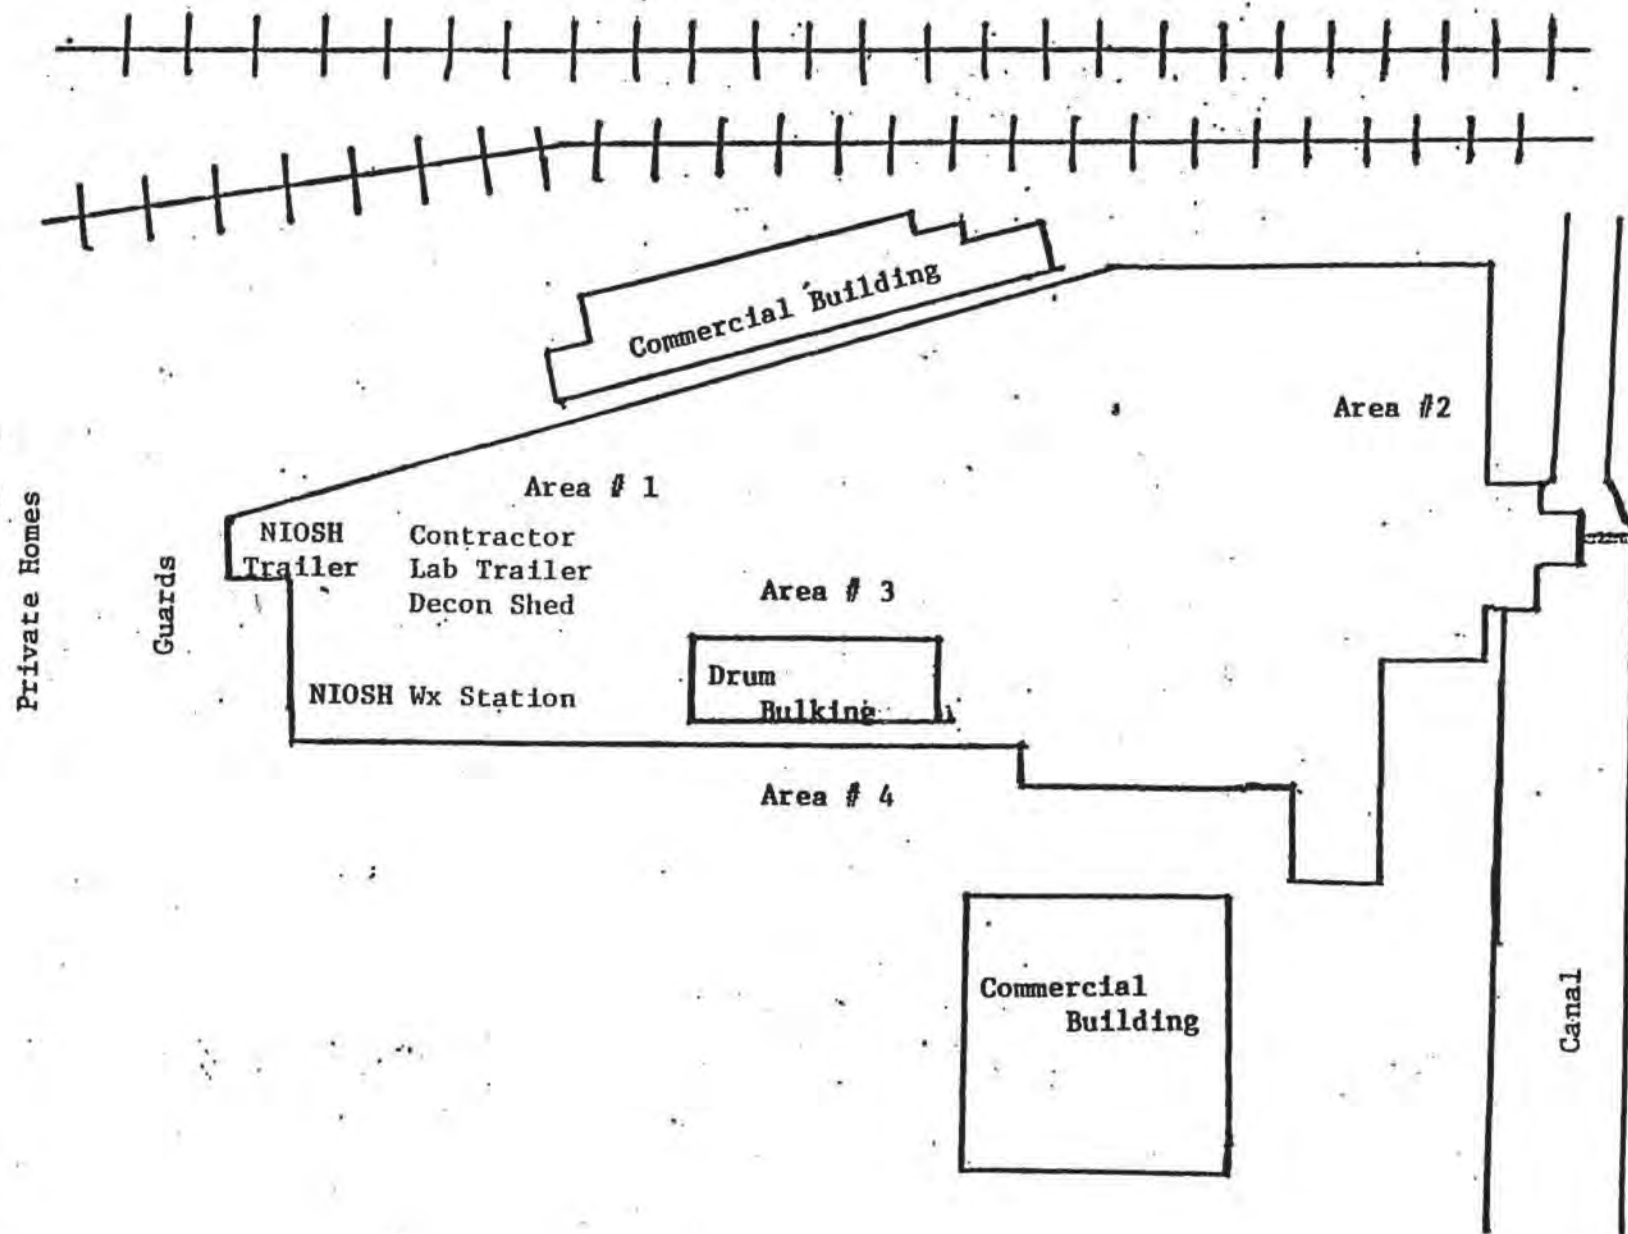 Commercial Building
Area #2
Area # 1
NIOSH
Trailer
Contractor
Lab Trailer
Decon Shed
Private Homes
Guards
Area # 3
Drum
Bulking
NIOSH Wx Station
Area # 4
Commercial
Building
Canal